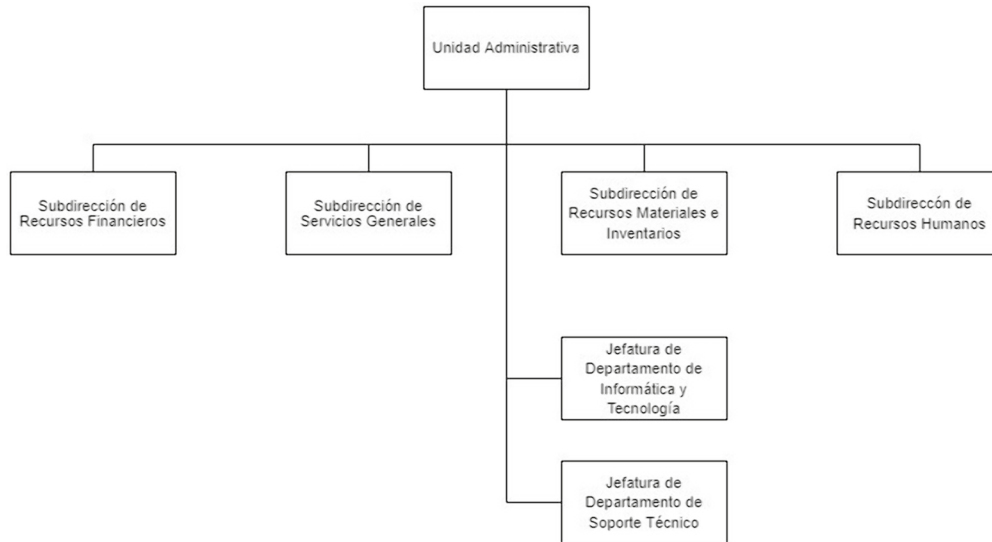 Unidad Administrativa
Subdirección de
Recursos Financieros
Subdirección de
Servicios Generales
Subdirección de
Recursos Materiales e
Inventarios
Subdireccón de
Recursos Humanos
Jefatura de
Departamento de
Informática y
Tecnología
Jefatura de
Departamento de
Soporte Técnico